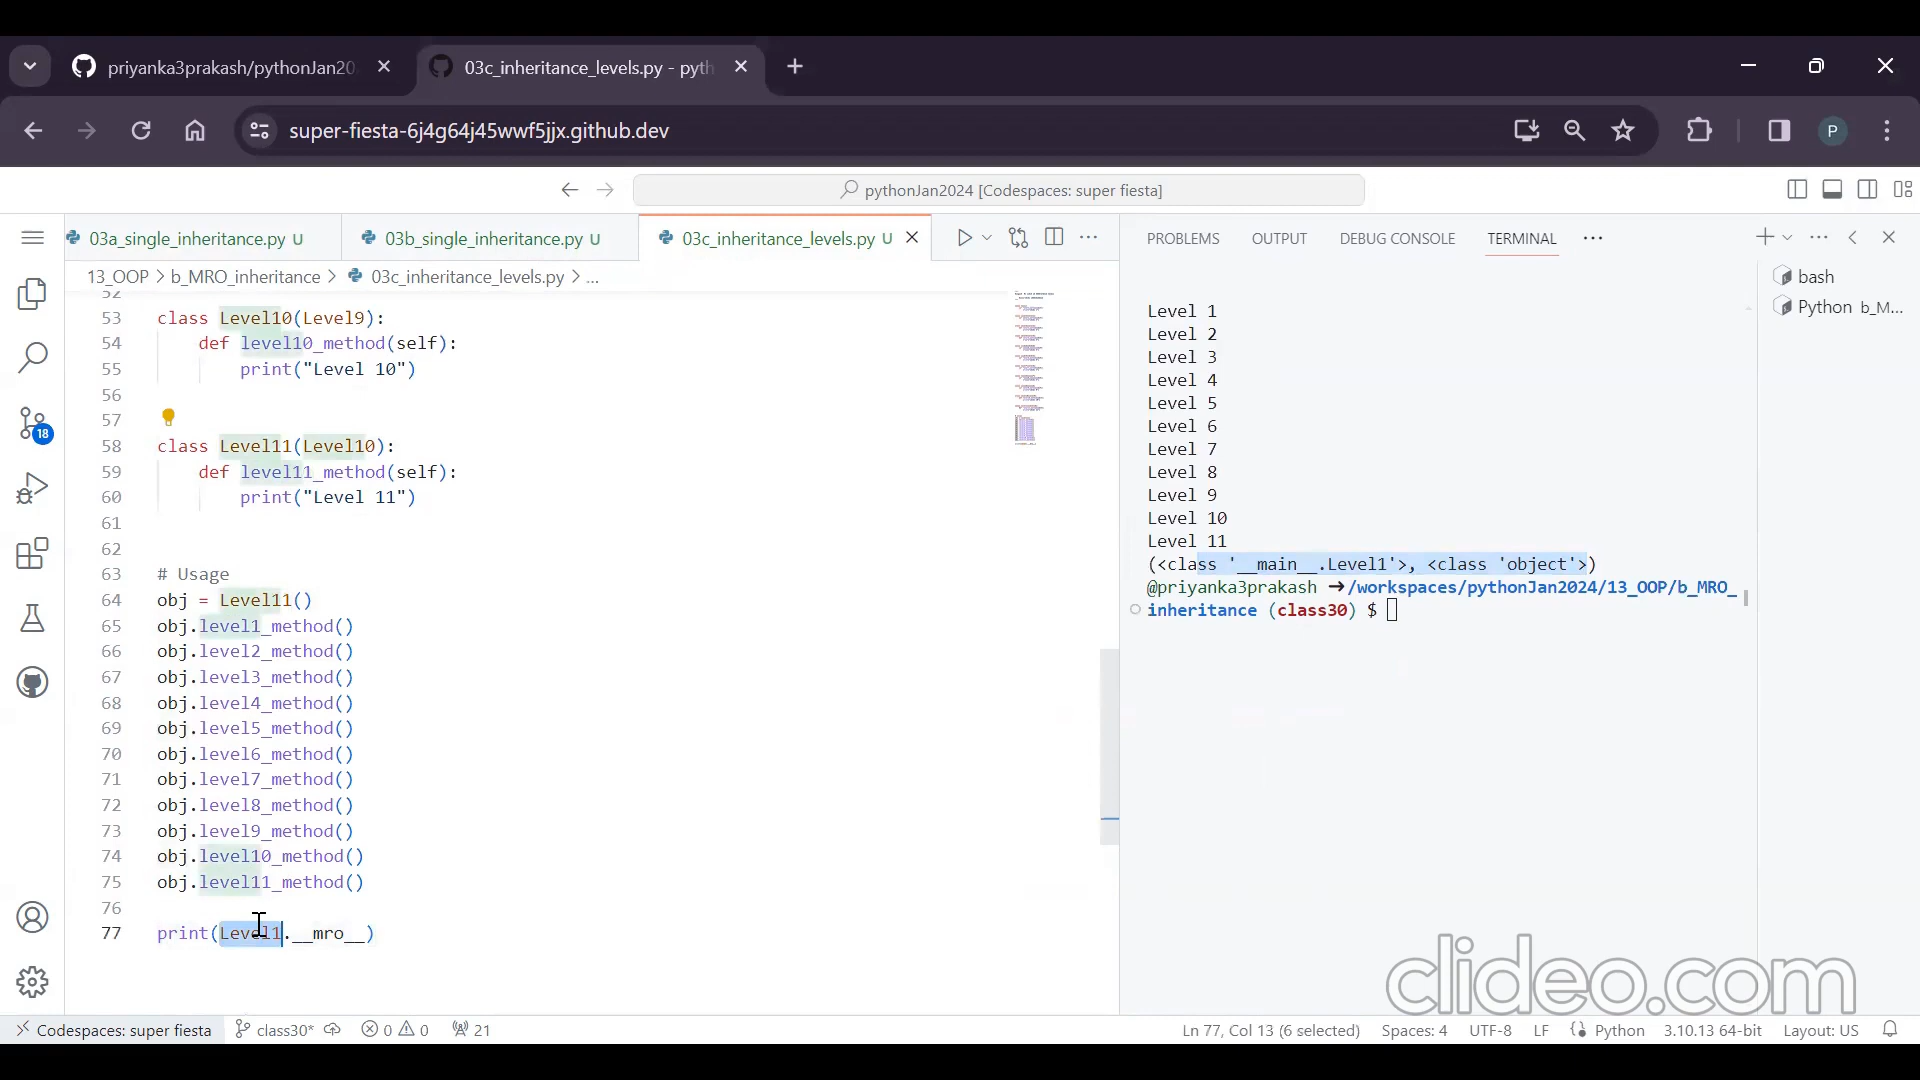 priyanka3prakash/pythonJan20
03c_inheritance_levels.py - pyth
super-fiesta-6j4g64j45wwf5jjx.github.dev
P
pythonJan2024 [Codespaces: super fiesta]
03a_single_inheritance.py U
03b_single_inheritance.py U
03c_inheritance_levels.py U
13_OOP > b_MRO_inheritance > 03c_inheritance_levels.py > ...
52
53 class Level10(Level9):
54 def level10_method(self):
55 print("Level 10")
56
57
58 class Level11(Level10):
59 def level11_method(self):
60 print("Level 11")
61
62
63 # Usage
64 obj = Level11()
65 obj.level1_method()
66 obj.level2_method()
67 obj.level3_method()
68 obj.level4_method()
69 obj.level5_method()
70 obj.level6_method()
71 obj.level7_method()
72 obj.level8_method()
73 obj.level9_method()
74 obj.level10_method()
75 obj.level11_method()
76
77 print(Level1.__mro__)
PROBLEMS OUTPUT DEBUG CONSOLE TERMINAL
Level 1
Level 2
Level 3
Level 4
Level 5
Level 6
Level 7
Level 8
Level 9
Level 10
Level 11
(<class '__main__.Level1'>, <class 'object'>)
@priyanka3prakash ➜/workspaces/pythonJan2024/13_OOP/b_MRO_
inheritance (class30) $
bash
Python b_M...
18
clideo.com
Codespaces: super fiesta class30* 0 0 21 Ln 77, Col 13 (6 selected) Spaces: 4 UTF-8 LF Python 3.10.13 64-bit Layout: US